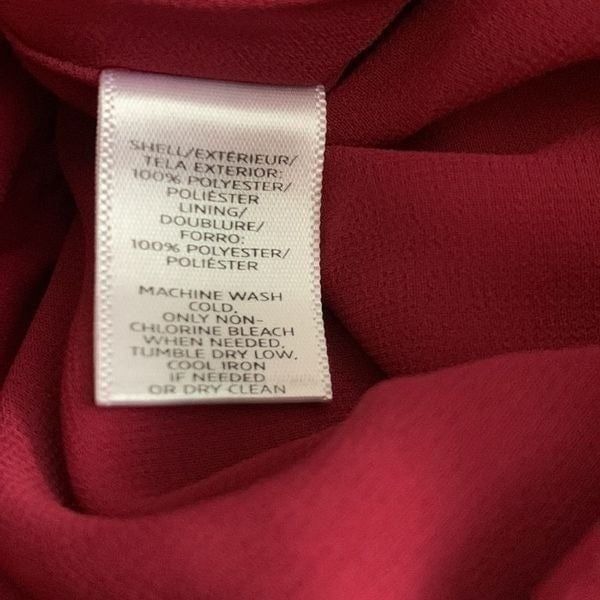 SHELL/EXTÉRIEUR/
TELA EXTERIOR:
100% POLYESTER/
POLIÉSTER
LINING/
DOUBLURE/
FORRO:
100% POLYESTER/
POLIÉSTER
MACHINE WASH
COLD,
ONLY NON-
CHLORINE BLEACH
WHEN NEEDED,
TUMBLE DRY LOW,
COOL IRON
IF NEEDED
OR DRY CLEAN